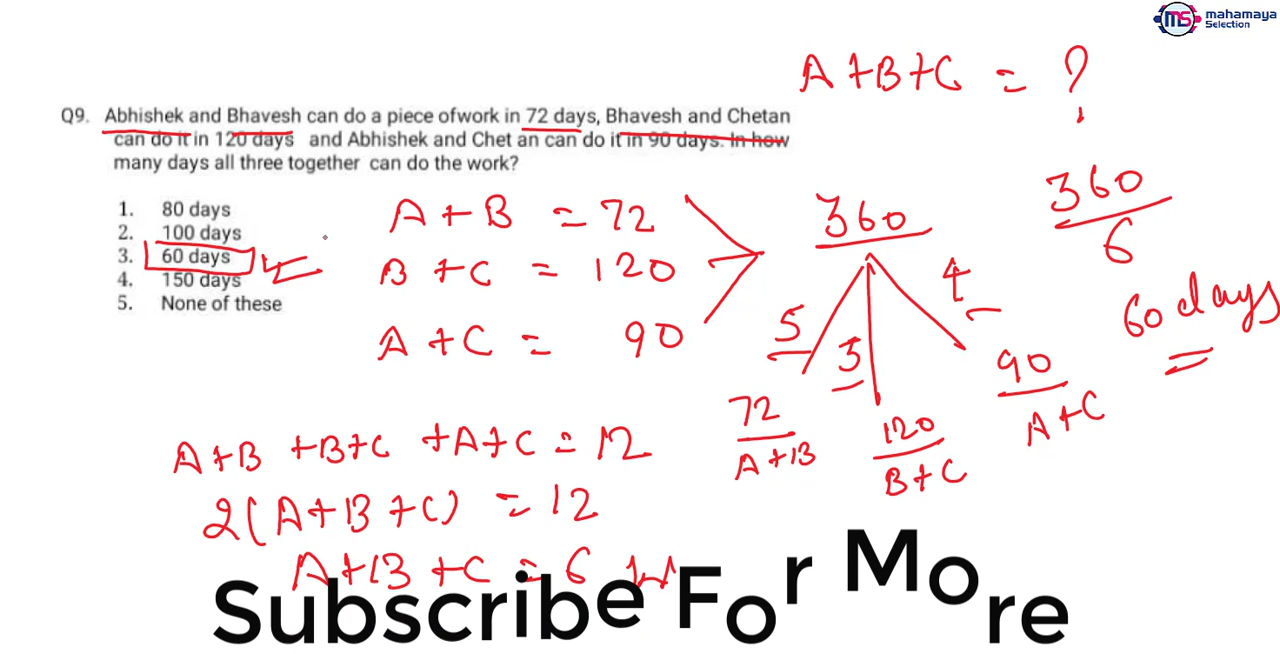 mahamaya
Selection
A+B+C = ?
Q9. Abhishek and Bhavesh can do a piece ofwork in 72 days, Bhavesh and Chetan
can do it in 120 days and Abhishek and Chet an can do it in 90 days. In how
many days all three together can do the work?
1. 80 days
2. 100 days
3. 60 days
4. 150 days
5. None of these
A+B = 72
B+C = 120
A+C = 90
360
5
3
4
72
A+B
120
B+C
90
A+C
360
6
60 days
A+B +B+C +A+C = 12
2(A+B+C) = 12
A+B+C = 6 W
Subscribe For More